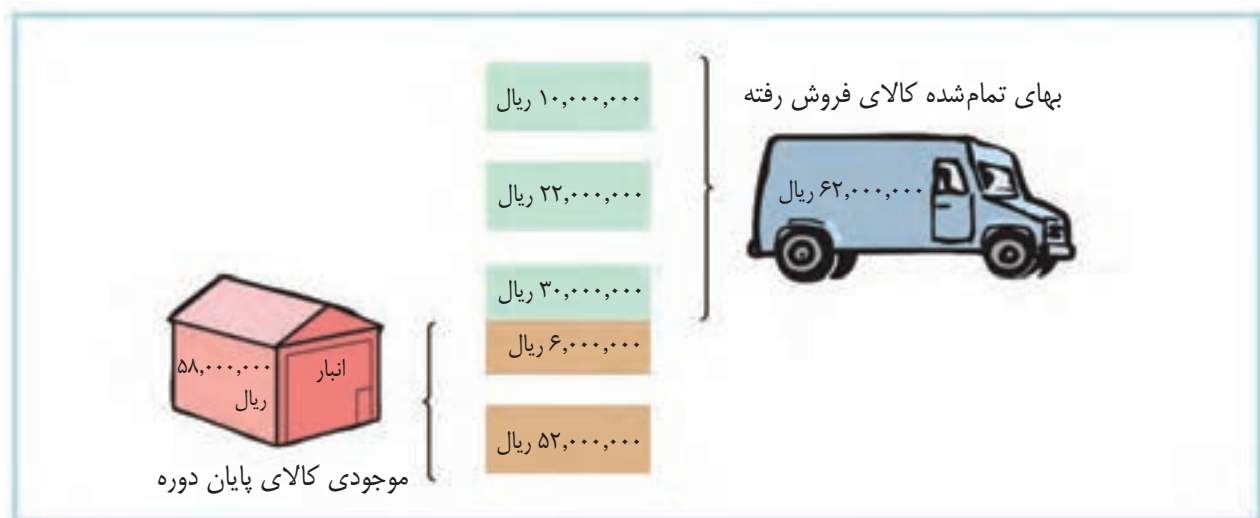 بهای تمام‌شده کالای فروش رفته
۶۲,۰۰۰,۰۰۰ ریال
۱۰,۰۰۰,۰۰۰ ریال
۲۲,۰۰۰,۰۰۰ ریال
۳۰,۰۰۰,۰۰۰ ریال
۶,۰۰۰,۰۰۰ ریال
۵۲,۰۰۰,۰۰۰ ریال
انبار
۵۸,۰۰۰,۰۰۰
ریال
موجودی کالای پایان دوره